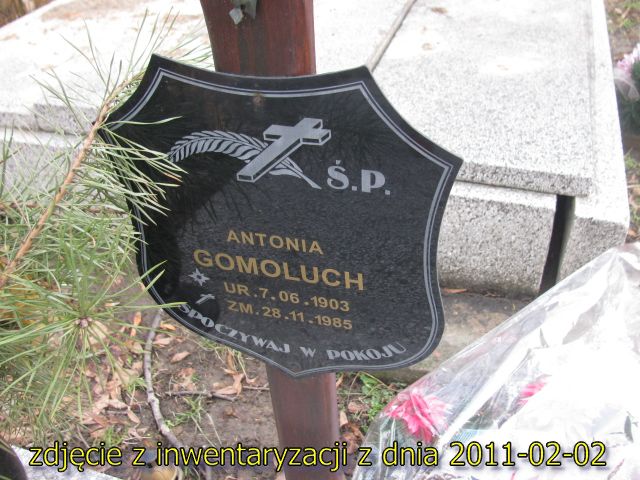 Ś.P.
ANTONIA
GOMOLUCH
UR.7.06.1903
ZM.28.11.1985
SPOCZYWAJ W POKOJU
zdjęcie z inwentaryzacji z dnia 2011-02-02